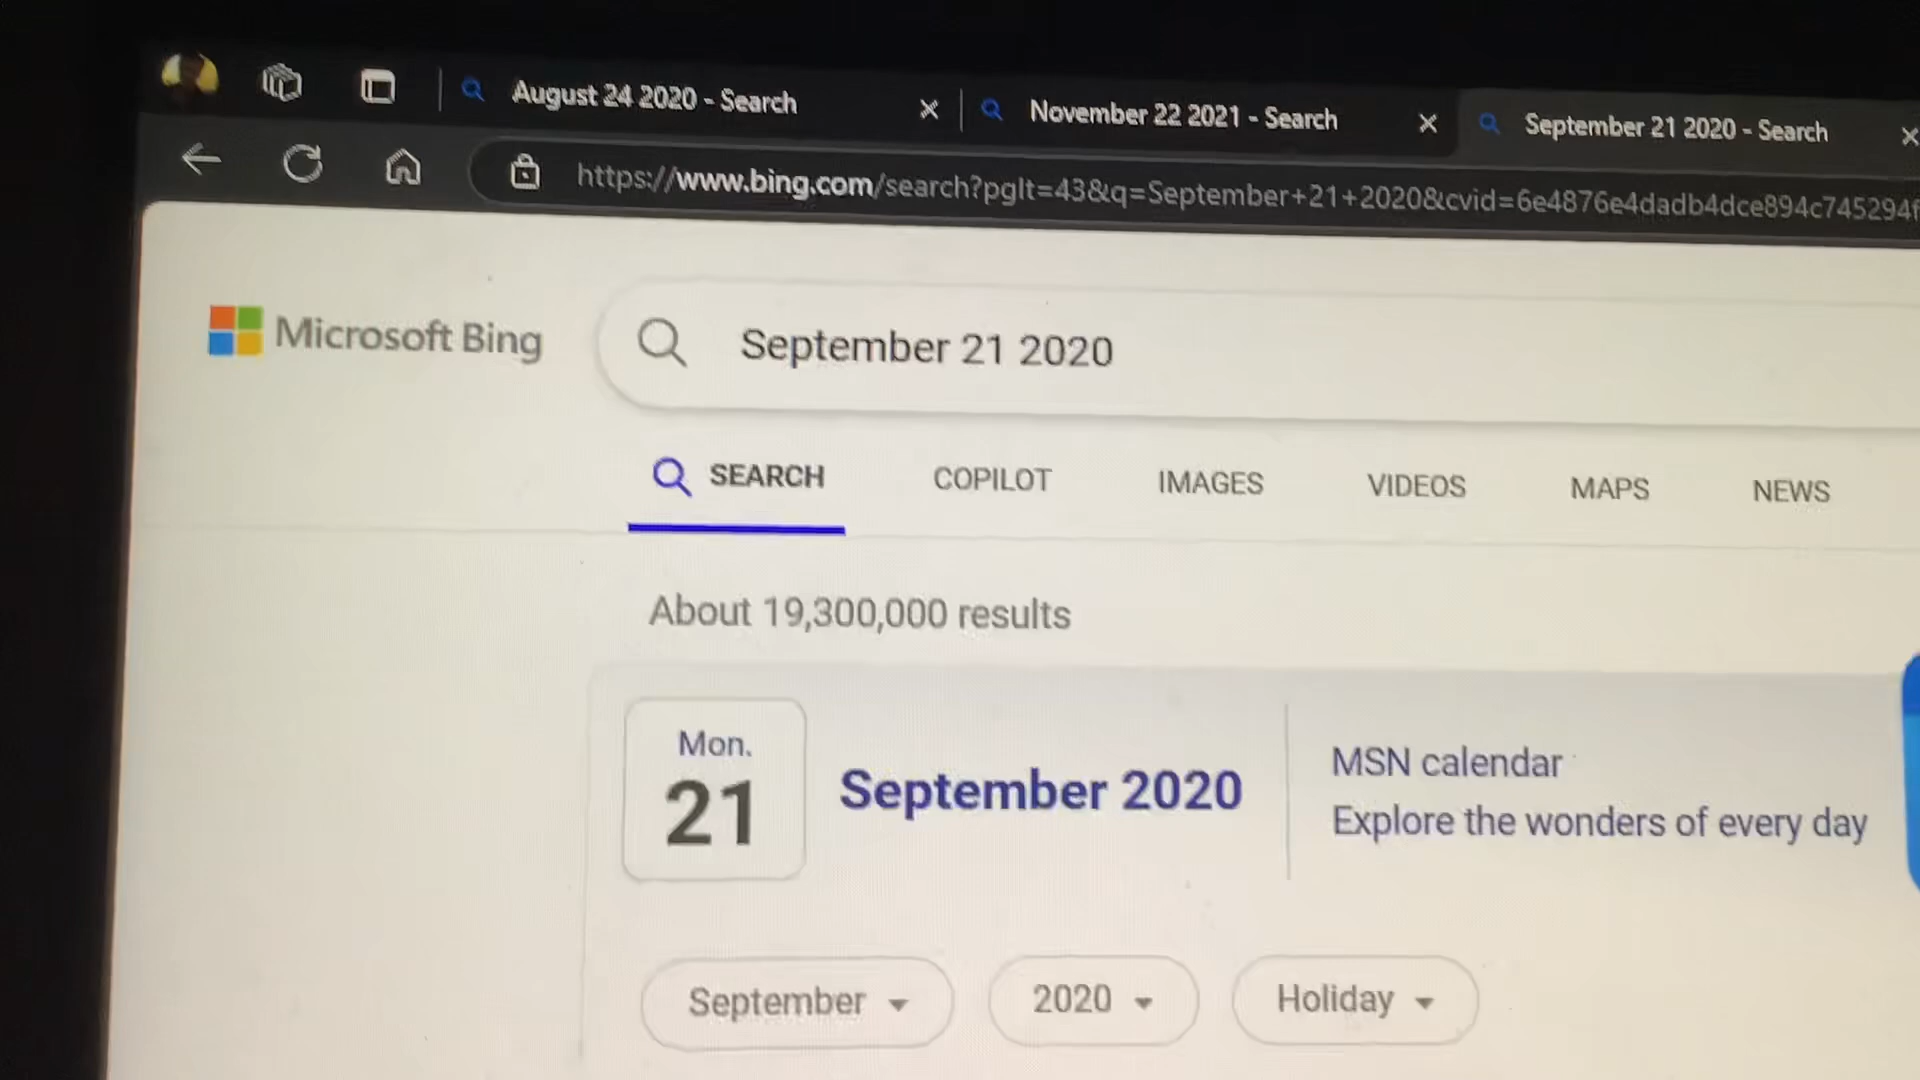 August 24 2020 - Search
November 22 2021 - Search
September 21 2020 - Search
https://www.bing.com/search?pglt=43&q=September+21+2020&cvid=6e4876e4dadb4dce894c745294f
Microsoft Bing
September 21 2020
SEARCH
COPILOT
IMAGES
VIDEOS
MAPS
NEWS
About 19,300,000 results
Mon.
21
September 2020
MSN calendar
Explore the wonders of every day
September
2020
Holiday